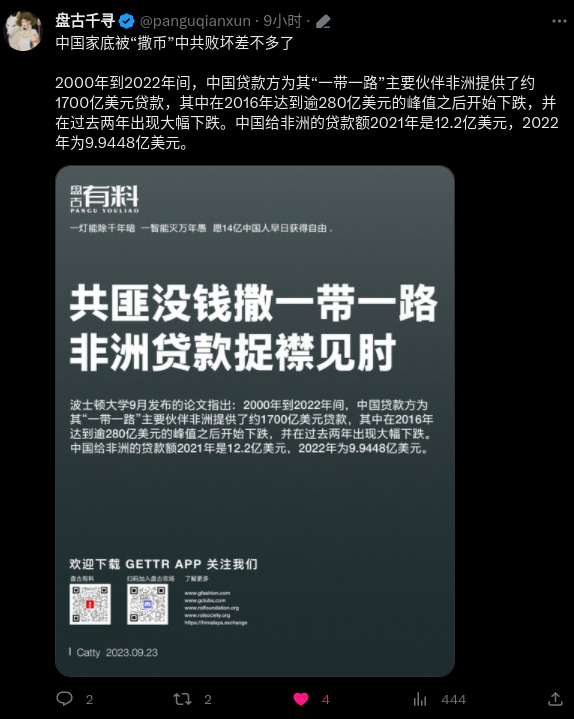 盘古千寻 @panguqianxun · 9小时 ·
中国家底被“撒币”中共败坏差不多了
2000年到2022年间，中国贷款方为其“一带一路”主要伙伴非洲提供了约
1700亿美元贷款，其中在2016年达到逾280亿美元的峰值之后开始下跌，并
在过去两年出现大幅下跌。中国给非洲的贷款额2021年是12.2亿美元，2022
年为9.9448亿美元。
盘古有料
PANGU YOULIAO
一灯能除千年暗 一智能灭万年愚 愿14亿中国人早日获得自由.
共匪没钱撒一带一路
非洲贷款捉襟见肘
波士顿大学9月发布的论文指出：2000年到2022年间，中国贷款方为
其“一带一路”主要伙伴非洲提供了约1700亿美元贷款，其中在2016年
达到逾280亿美元的峰值之后开始下跌，并在过去两年出现大幅下跌。
中国给非洲的贷款额2021年是12.2亿美元，2022年为9.9448亿美元。
欢迎下载 GETTR APP 关注我们
盘古有料 扫码加入盘古农场 了解更多
www.gfashion.com
www.gclubs.com
www.rolfoundation.org
www.rolsociety.org
https://himalaya.exchange
Catty 2023.09.23
2 2 4 444